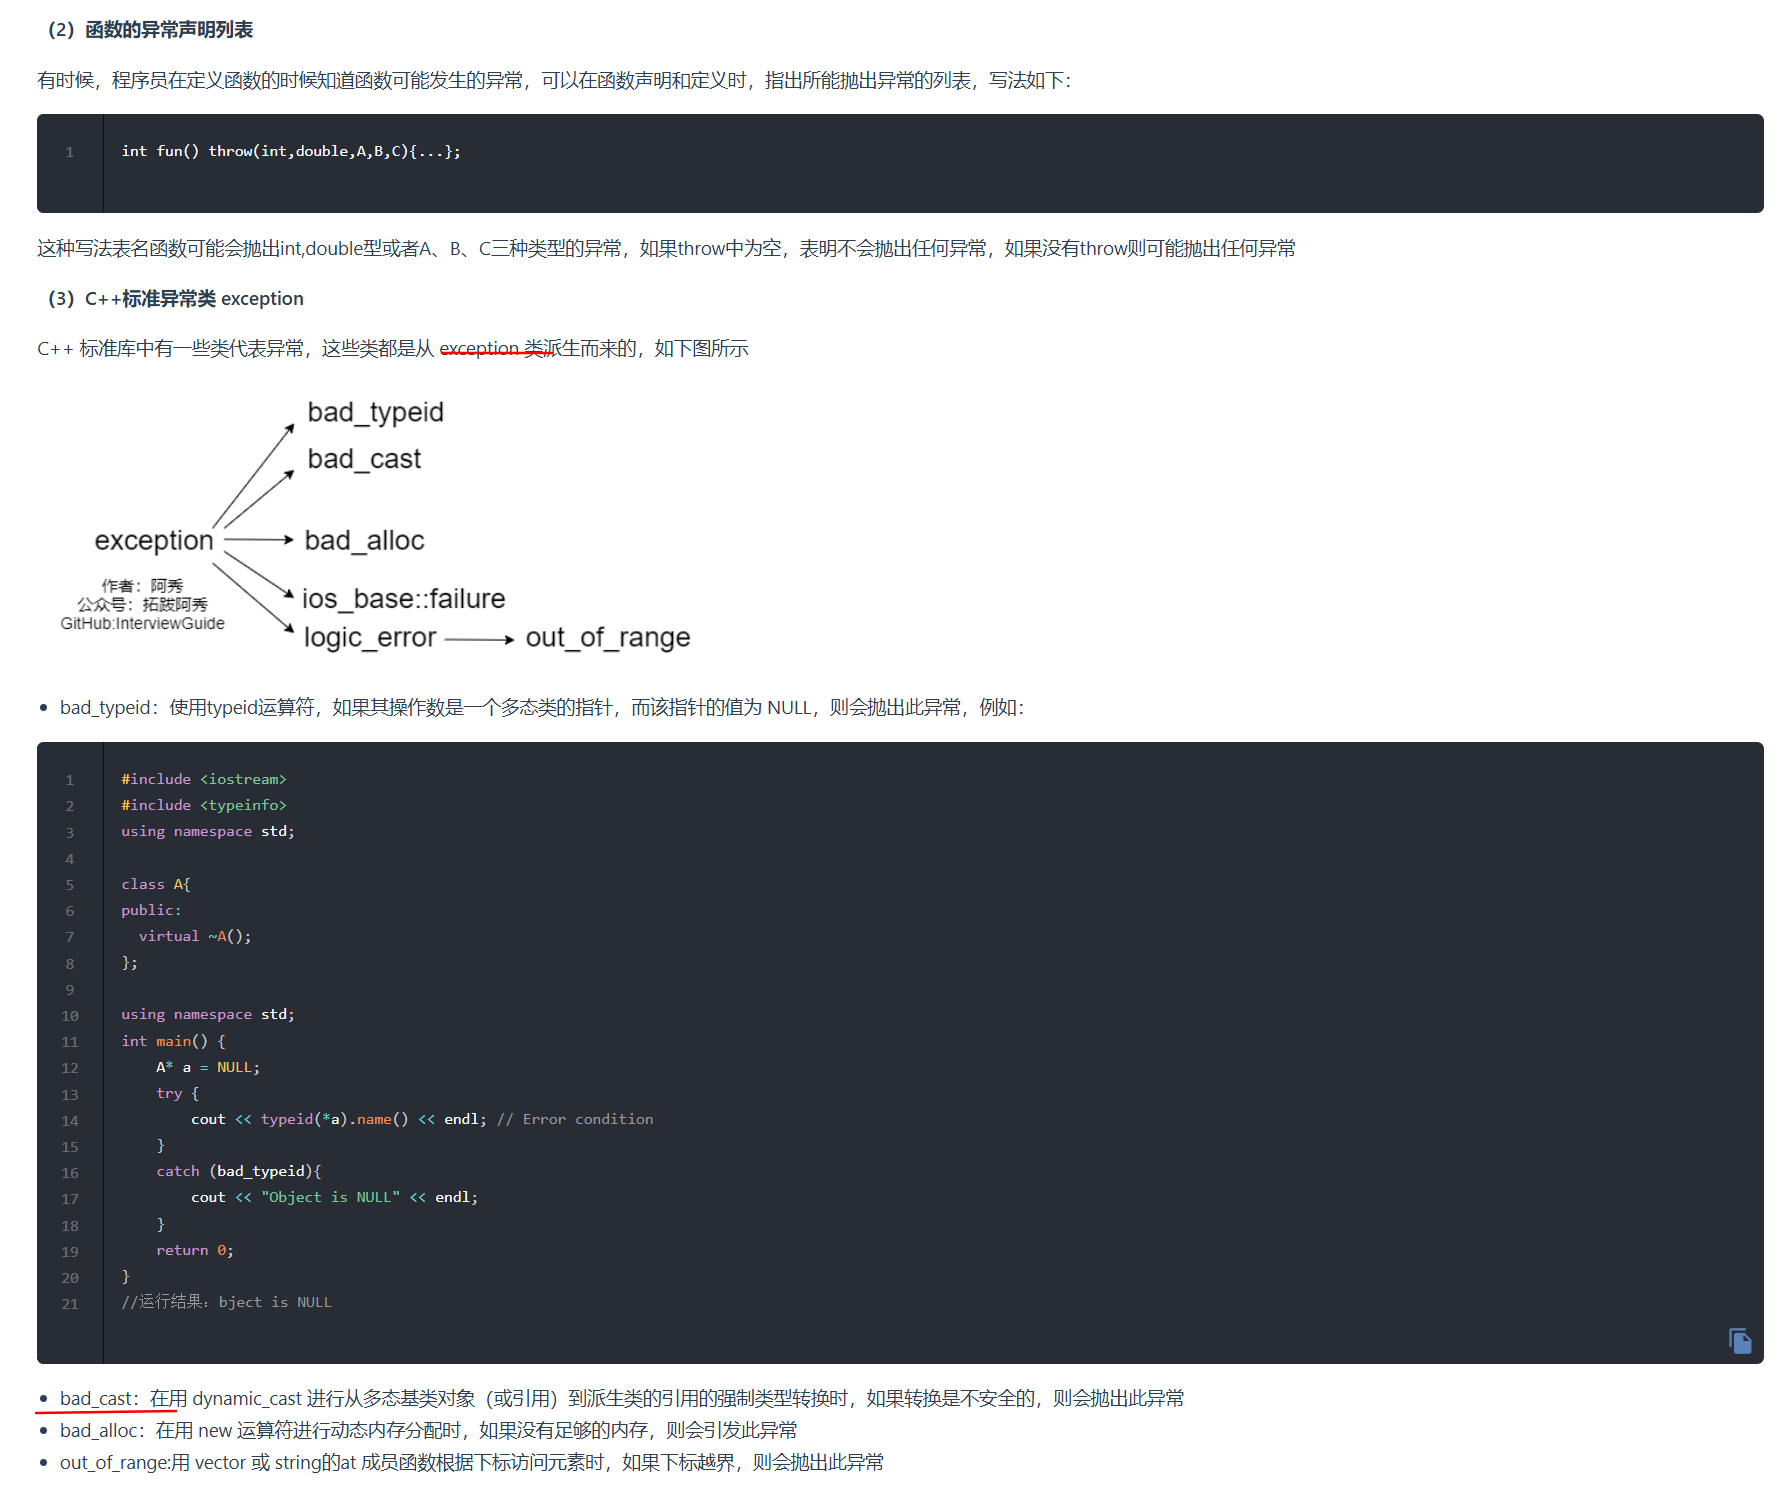 （2）函数的异常声明列表
有时候，程序员在定义函数的时候知道函数可能发生的异常，可以在函数声明和定义时，指出所能抛出异常的列表，写法如下：
1 int fun() throw(int,double,A,B,C){...};
这种写法表名函数可能会抛出int,double型或者A、B、C三种类型的异常，如果throw中为空，表明不会抛出任何异常，如果没有throw则可能抛出任何异常
（3）C++标准异常类 exception
C++ 标准库中有一些类代表异常，这些类都是从 exception 类派生而来的，如下图所示
bad_typeid
bad_cast
exception
bad_alloc
作者：阿秀
公众号：拓跋阿秀
GitHub:InterviewGuide
ios_base::failure
logic_error
out_of_range
• bad_typeid：使用typeid运算符，如果其操作数是一个多态类的指针，而该指针的值为 NULL，则会抛出此异常，例如：
1 #include <iostream>
2 #include <typeinfo>
3 using namespace std;
4
5 class A{
6 public:
7   virtual ~A();
8 };
9
10 using namespace std;
11 int main() {
12     A* a = NULL;
13     try {
14         cout << typeid(*a).name() << endl; // Error condition
15     }
16     catch (bad_typeid){
17         cout << "Object is NULL" << endl;
18     }
19     return 0;
20 }
21 //运行结果：bject is NULL
• bad_cast：在用 dynamic_cast 进行从多态基类对象（或引用）到派生类的引用的强制类型转换时，如果转换是不安全的，则会抛出此异常
• bad_alloc：在用 new 运算符进行动态内存分配时，如果没有足够的内存，则会引发此异常
• out_of_range:用 vector 或 string的at 成员函数根据下标访问元素时，如果下标越界，则会抛出此异常